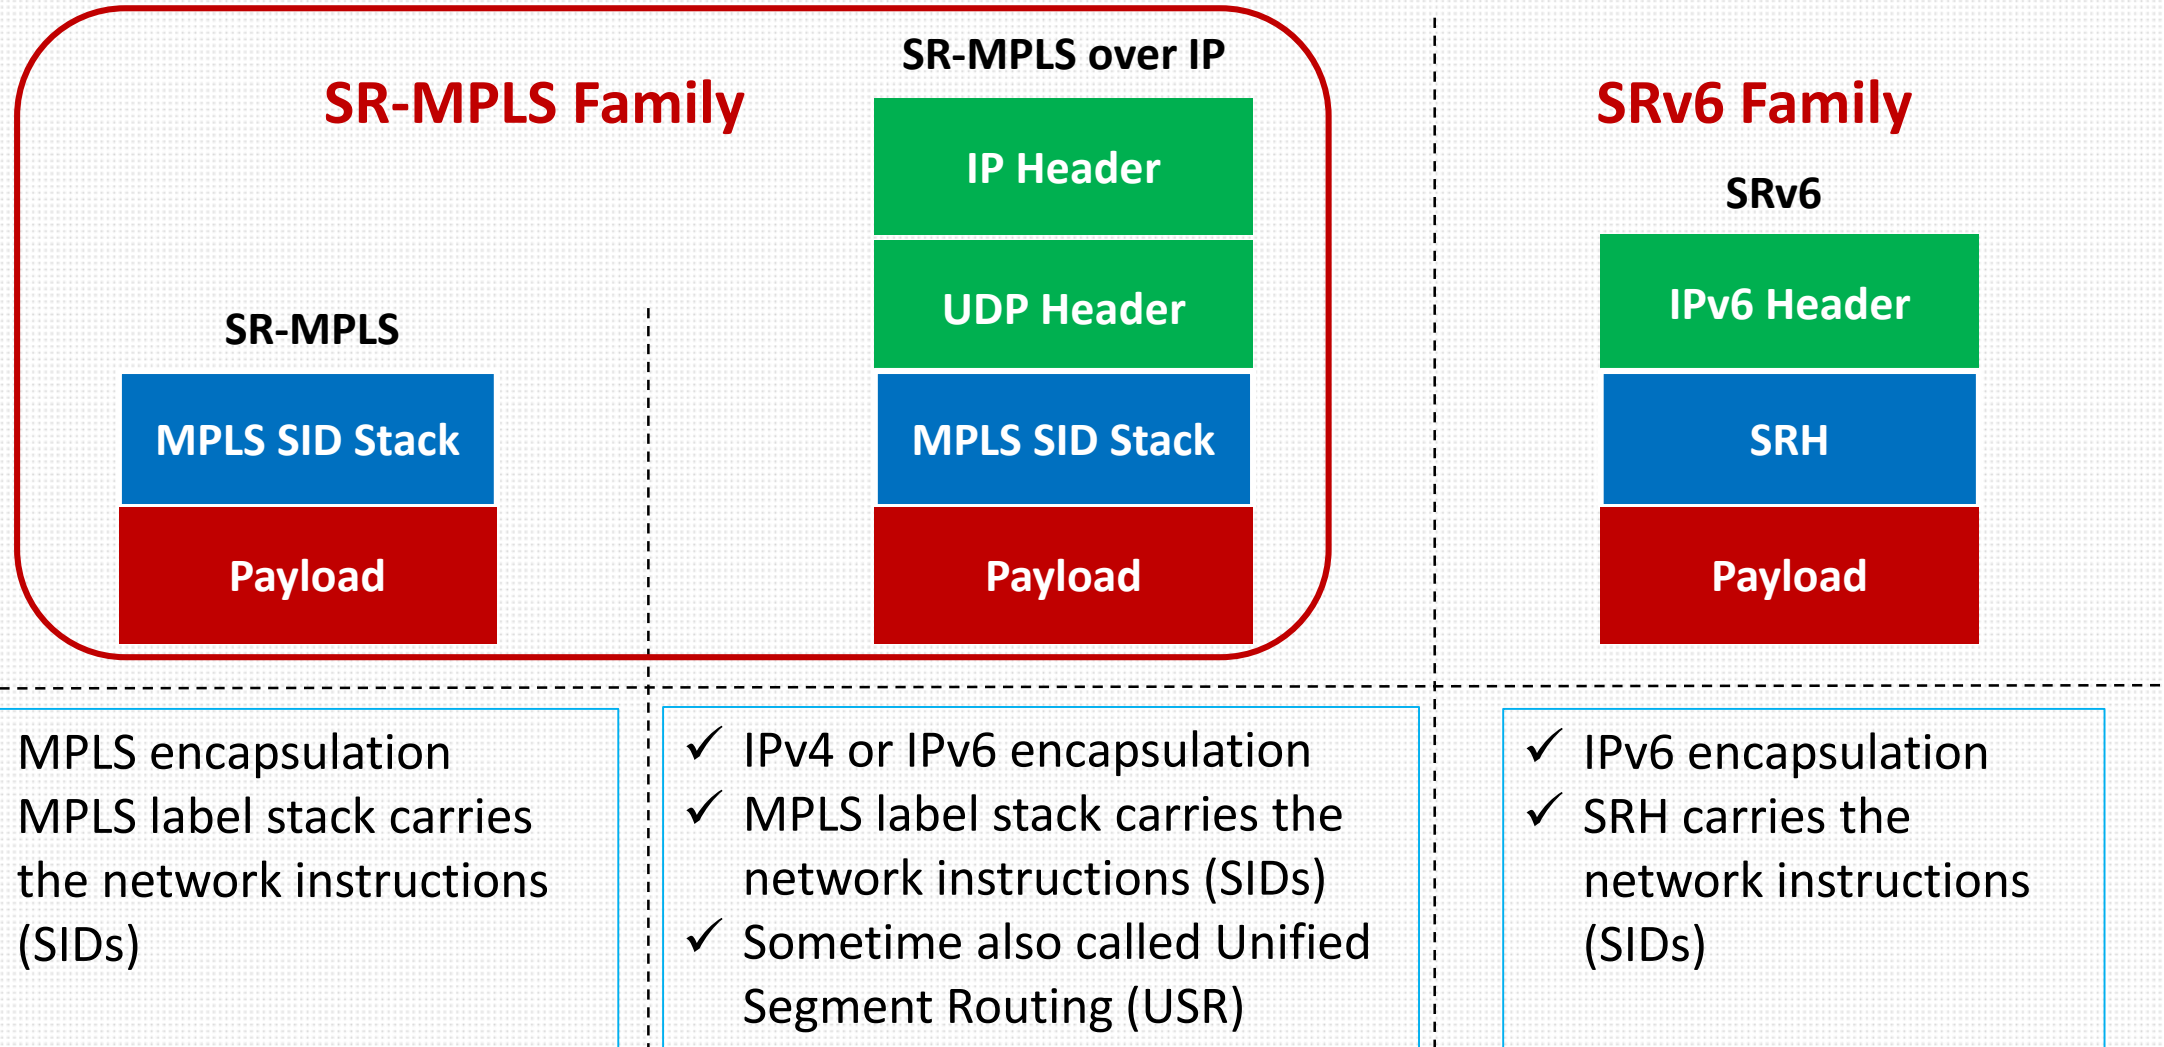 SR-MPLS Family
SR-MPLS
MPLS SID Stack
Payload
SR-MPLS over IP
IP Header
UDP Header
MPLS SID Stack
Payload
SRv6 Family
SRv6
IPv6 Header
SRH
Payload
MPLS encapsulation
MPLS label stack carries
the network instructions
(SIDs)
✓ IPv4 or IPv6 encapsulation
✓ MPLS label stack carries the
network instructions (SIDs)
✓ Sometime also called Unified
Segment Routing (USR)
✓ IPv6 encapsulation
✓ SRH carries the
network instructions
(SIDs)